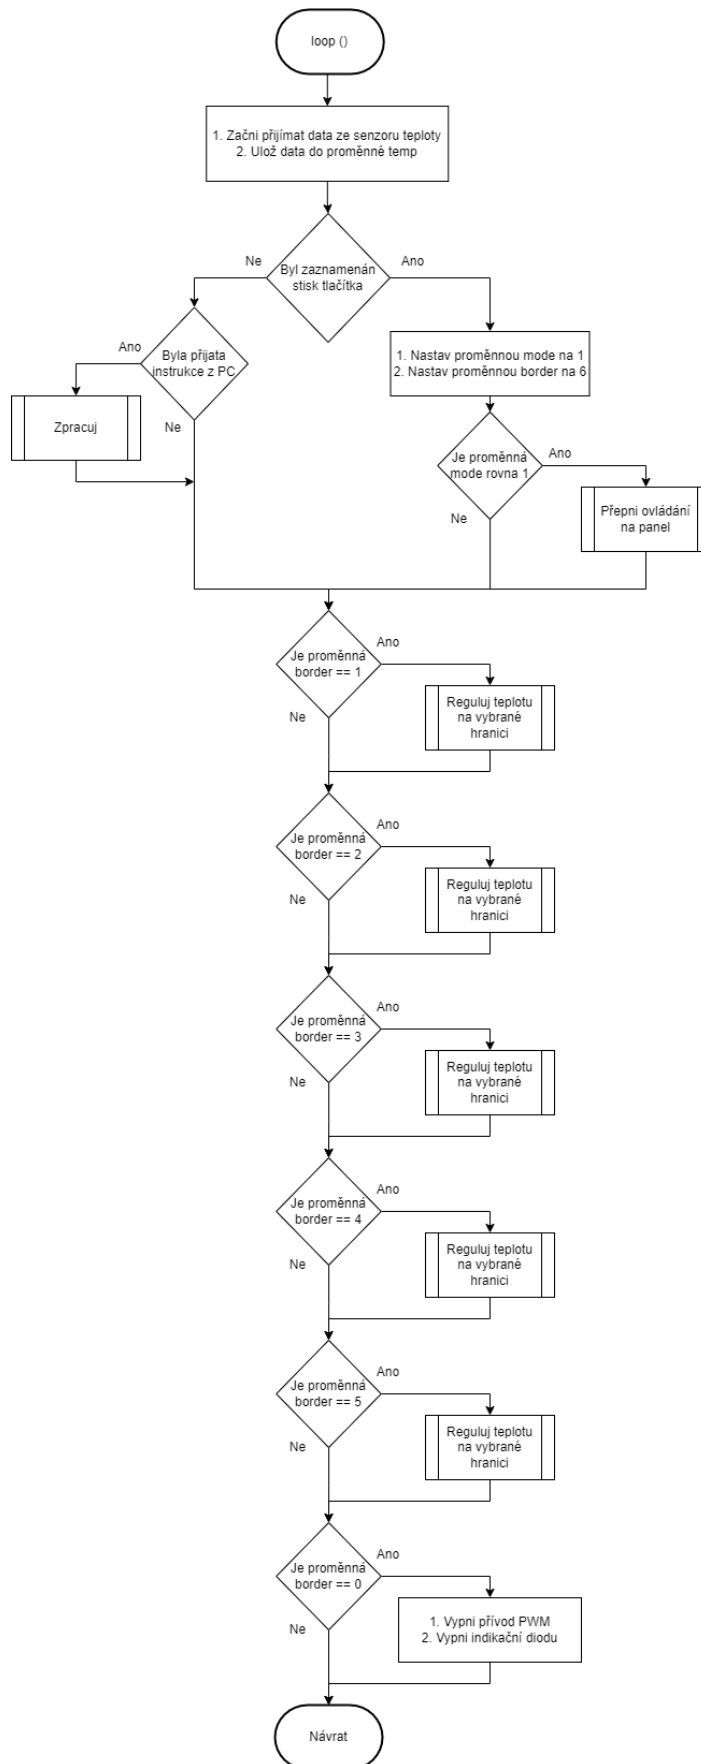 loop ()
1. Začni přijímat data ze senzoru teploty
2. Ulož data do proměnné temp
Byl zaznamenán
stisk tlačítka
Ne
Ano
Byla přijata
instrukce z PC
Ano
Ne
Zpracuj
1. Nastav proměnnou mode na 1
2. Nastav proměnnou border na 6
Je proměnná
mode rovna 1
Ano
Ne
Přepni ovládání
na panel
Je proměnná
border == 1
Ano
Ne
Reguluj teplotu
na vybrané
hranici
Je proměnná
border == 2
Ano
Ne
Reguluj teplotu
na vybrané
hranici
Je proměnná
border == 3
Ano
Ne
Reguluj teplotu
na vybrané
hranici
Je proměnná
border == 4
Ano
Ne
Reguluj teplotu
na vybrané
hranici
Je proměnná
border == 5
Ano
Ne
Reguluj teplotu
na vybrané
hranici
Je proměnná
border == 0
Ano
Ne
1. Vypni přívod PWM
2. Vypni indikační diodu
Návrat